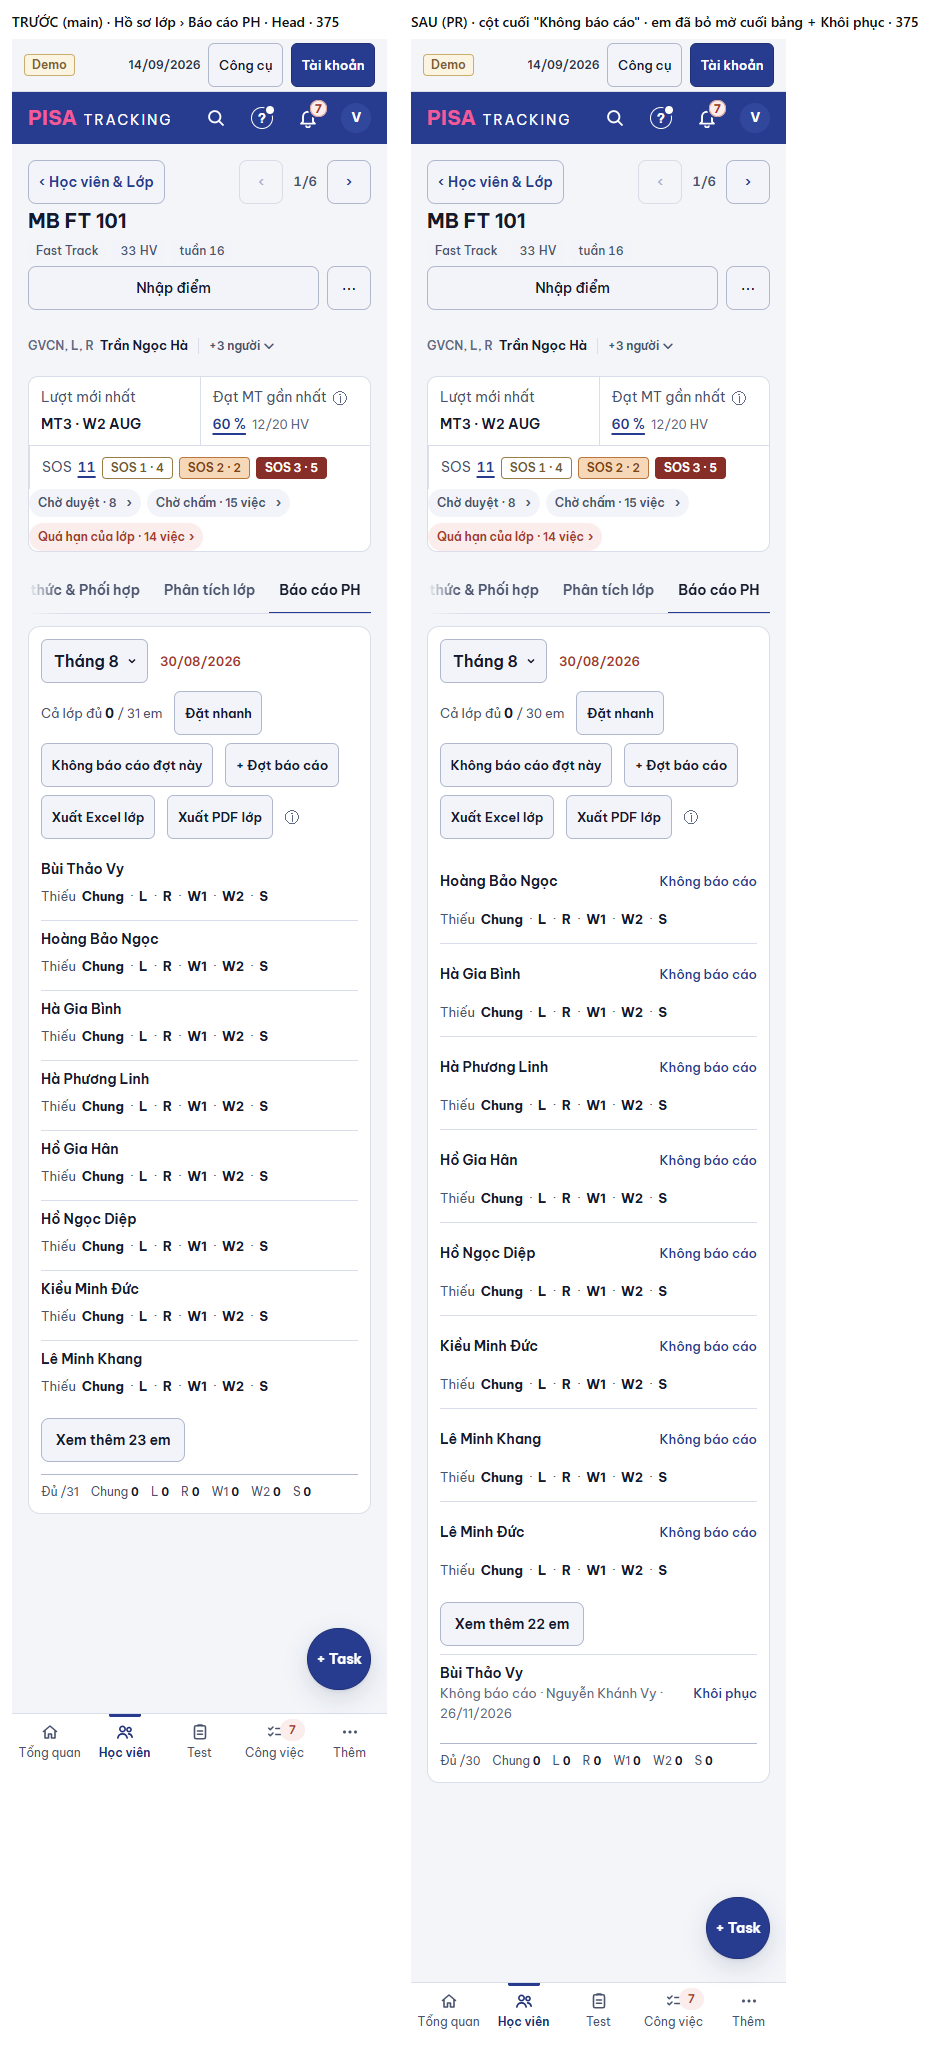 TRƯỚC (main) · Hồ sơ lớp › Báo cáo PH · Head · 375
Demo
14/09/2026
Công cụ
Tài khoản
PISA TRACKING
?
7
V
‹ Học viên & Lớp
‹
1/6
›
MB FT 101
Fast Track
33 HV
tuần 16
Nhập điểm
...
GVCN, L, R Trần Ngọc Hà
+3 người
Lượt mới nhất
MT3 · W2 AUG
Đạt MT gần nhất
60 % 12/20 HV
SOS 11 SOS 1 · 4 SOS 2 · 2 SOS 3 · 5
Chờ duyệt · 8 ›
Chờ chấm · 15 việc ›
Quá hạn của lớp · 14 việc ›
thức & Phối hợp
Phân tích lớp
Báo cáo PH
Tháng 8
30/08/2026
Cả lớp đủ 0 / 31 em
Đặt nhanh
Không báo cáo đợt này
+ Đợt báo cáo
Xuất Excel lớp
Xuất PDF lớp
Bùi Thảo Vy
Thiếu Chung · L · R · W1 · W2 · S
Hoàng Bảo Ngọc
Thiếu Chung · L · R · W1 · W2 · S
Hà Gia Bình
Thiếu Chung · L · R · W1 · W2 · S
Hà Phương Linh
Thiếu Chung · L · R · W1 · W2 · S
Hồ Gia Hân
Thiếu Chung · L · R · W1 · W2 · S
Hồ Ngọc Diệp
Thiếu Chung · L · R · W1 · W2 · S
Kiều Minh Đức
Thiếu Chung · L · R · W1 · W2 · S
Lê Minh Khang
Thiếu Chung · L · R · W1 · W2 · S
Xem thêm 23 em
Đủ /31 Chung 0 L 0 R 0 W1 0 W2 0 S 0
+ Task
Tổng quan
Học viên
Test
7
Công việc
Thêm
SAU (PR) · cột cuối "Không báo cáo" · em đã bỏ mờ cuối bảng + Khôi phục · 375
Demo
14/09/2026
Công cụ
Tài khoản
PISA TRACKING
?
7
V
‹ Học viên & Lớp
‹
1/6
›
MB FT 101
Fast Track
33 HV
tuần 16
Nhập điểm
...
GVCN, L, R Trần Ngọc Hà
+3 người
Lượt mới nhất
MT3 · W2 AUG
Đạt MT gần nhất
60 % 12/20 HV
SOS 11 SOS 1 · 4 SOS 2 · 2 SOS 3 · 5
Chờ duyệt · 8 ›
Chờ chấm · 15 việc ›
Quá hạn của lớp · 14 việc ›
thức & Phối hợp
Phân tích lớp
Báo cáo PH
Tháng 8
30/08/2026
Cả lớp đủ 0 / 30 em
Đặt nhanh
Không báo cáo đợt này
+ Đợt báo cáo
Xuất Excel lớp
Xuất PDF lớp
Hoàng Bảo Ngọc Không báo cáo
Thiếu Chung · L · R · W1 · W2 · S
Hà Gia Bình Không báo cáo
Thiếu Chung · L · R · W1 · W2 · S
Hà Phương Linh Không báo cáo
Thiếu Chung · L · R · W1 · W2 · S
Hồ Gia Hân Không báo cáo
Thiếu Chung · L · R · W1 · W2 · S
Hồ Ngọc Diệp Không báo cáo
Thiếu Chung · L · R · W1 · W2 · S
Kiều Minh Đức Không báo cáo
Thiếu Chung · L · R · W1 · W2 · S
Lê Minh Khang Không báo cáo
Thiếu Chung · L · R · W1 · W2 · S
Lê Minh Đức Không báo cáo
Thiếu Chung · L · R · W1 · W2 · S
Xem thêm 22 em
Bùi Thảo Vy
Không báo cáo · Nguyễn Khánh Vy ·
26/11/2026
Khôi phục
Đủ /30 Chung 0 L 0 R 0 W1 0 W2 0 S 0
+ Task
Tổng quan
Học viên
Test
7
Công việc
Thêm